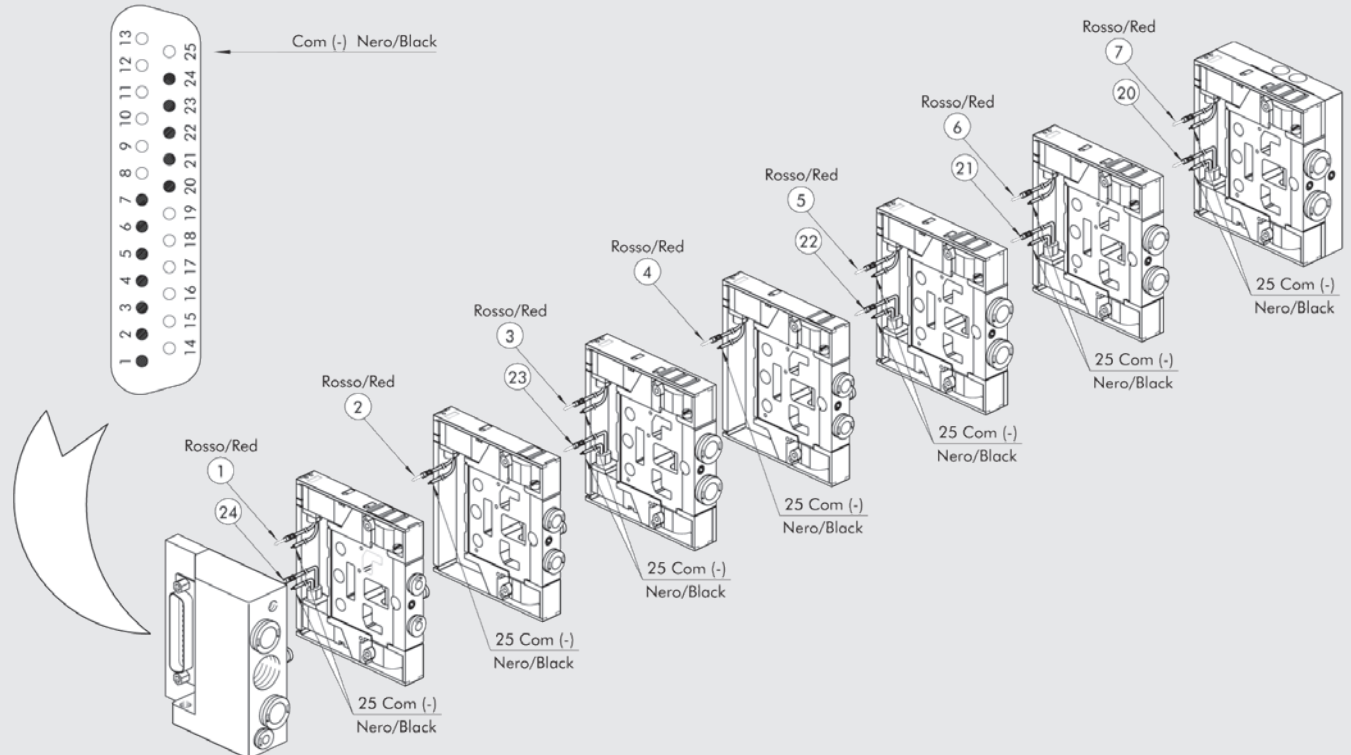 13
12
11
10
9
8
7
6
5
4
3
2
1
25
24
23
22
21
20
19
18
17
16
15
14
Com (-) Nero/Black
Rosso/Red
7
20
25 Com (-)
Nero/Black
Rosso/Red
6
21
25 Com (-)
Nero/Black
Rosso/Red
5
22
25 Com (-)
Nero/Black
Rosso/Red
4
25 Com (-)
Nero/Black
Rosso/Red
3
23
25 Com (-)
Nero/Black
Rosso/Red
2
25 Com (-)
Nero/Black
Rosso/Red
1
24
25 Com (-)
Nero/Black